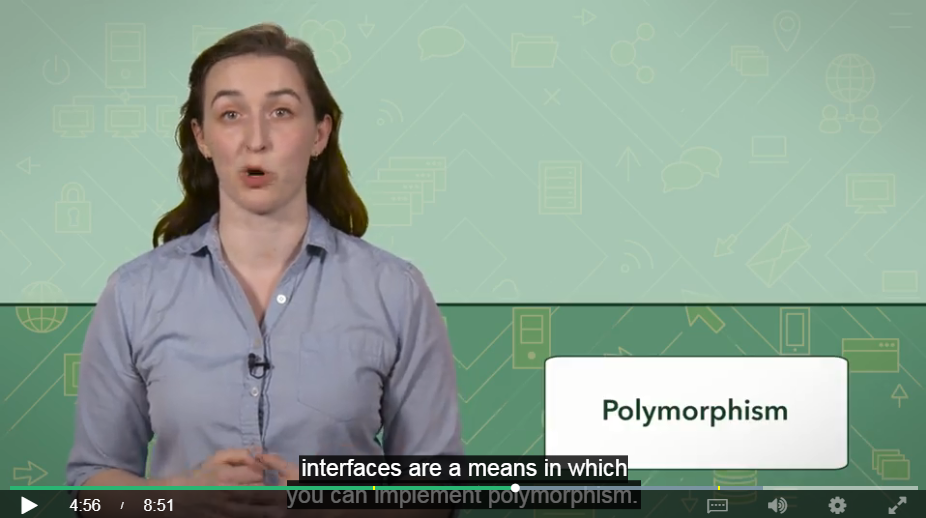 Polymorphism
interfaces are a means in which
you can implement polymorphism.
4:56 / 8:51